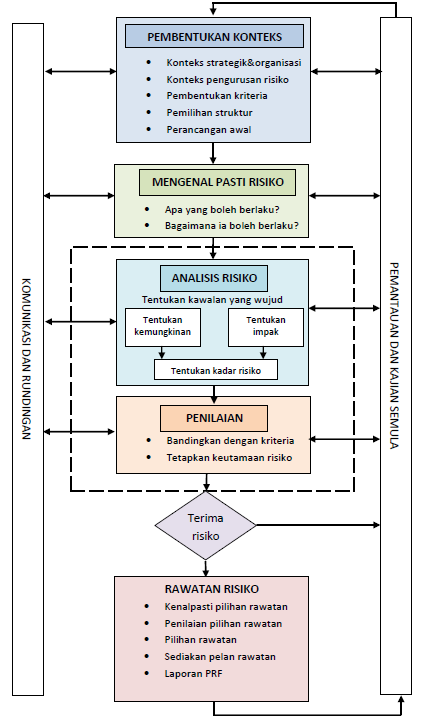 PEMBENTUKAN KONTEKS
• Konteks strategik&organisasi
• Konteks pengurusan risiko
• Pembentukan kriteria
• Pemilihan struktur
• Perancangan awal
MENGENAL PASTI RISIKO
• Apa yang boleh berlaku?
• Bagaimana ia boleh berlaku?
KOMUNIKASI DAN RUNDINGAN
PEMANTAUAN DAN KAJIAN SEMULA
ANALISIS RISIKO
Tentukan kawalan yang wujud
Tentukan
kemungkinan
Tentukan
impak
Tentukan kadar risiko
PENILAIAN
• Bandingkan dengan kriteria
• Tetapkan keutamaan risiko
Terima
risiko
RAWATAN RISIKO
• Kenalpasti pilihan rawatan
• Penilaian pilihan rawatan
• Pilihan rawatan
• Sediakan pelan rawatan
• Laporan PRF